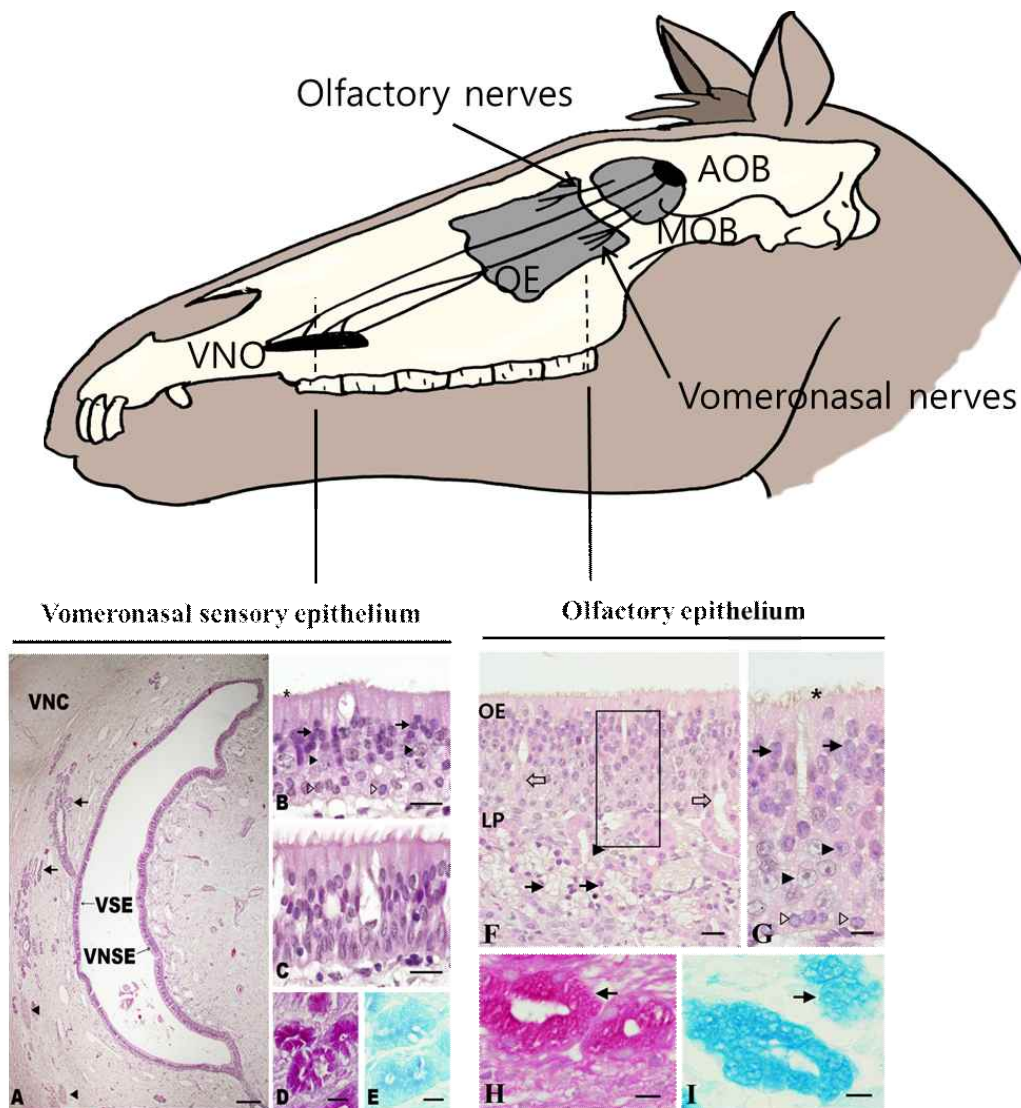 Olfactory nerves
AOB
MOB
OE
VNO
Vomeronasal nerves
Vomeronasal sensory epithelium
Olfactory epithelium
VNC
VSE
VNSE
A
*
B
C
D
E
OE
LP
F
*
G
H
I